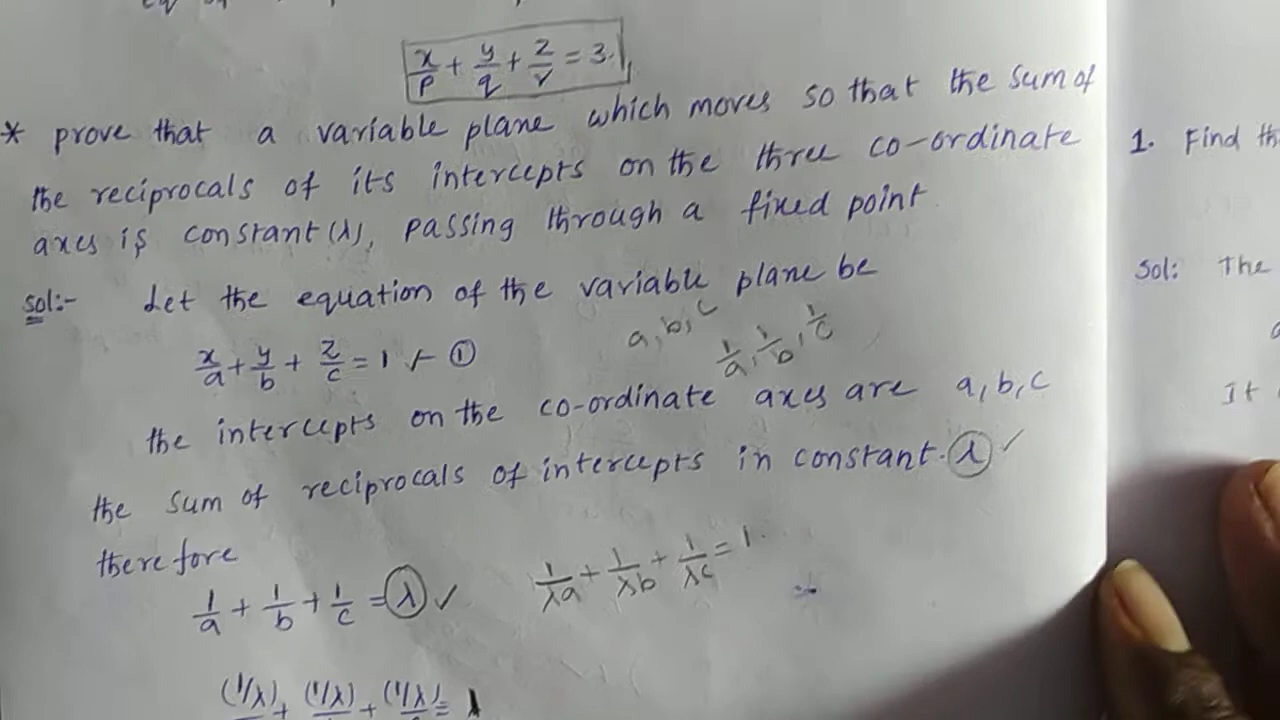 x/p + y/q + z/r = 3.
* prove that a variable plane which moves so that the sum of
the reciprocals of its intercepts on the three co-ordinate
axes is constant (λ), passing through a fixed point
Sol:- Let the equation of the variable plane be
a, b, c
1/a, 1/b, 1/c
x/a + y/b + z/c = 1 — ①
the intercepts on the co-ordinate axes are a, b, c
the sum of reciprocals of intercepts in constant. λ ✓
therefore
1/a + 1/b + 1/c = λ ✓
1/λa + 1/λb + 1/λc = 1.
(1/λ) + (1/λ) + (1/λ) =
1. Find
Sol: The
It